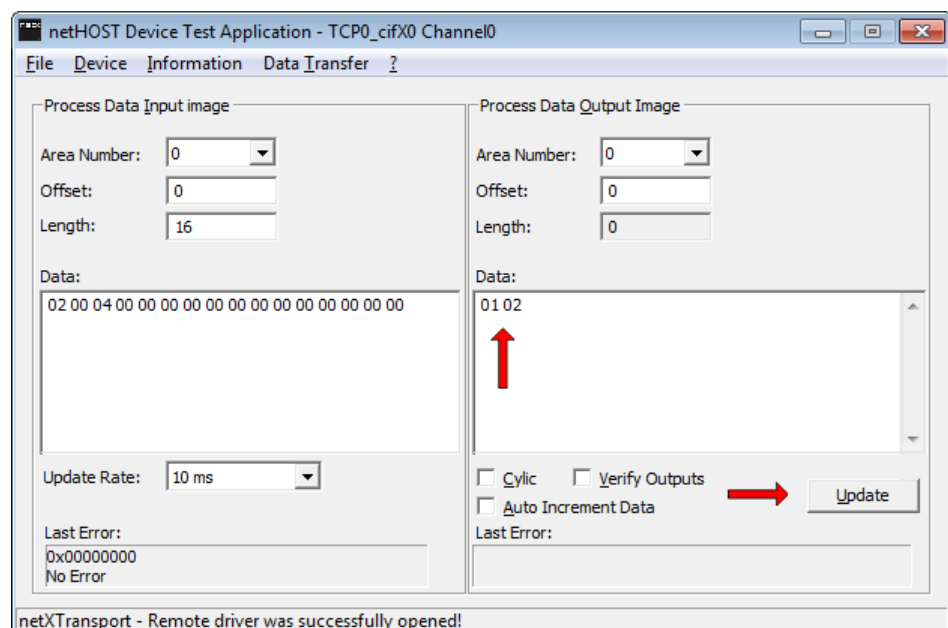 netHOST Device Test Application - TCP0_cifX0 Channel0
File Device Information Data Transfer ?
Process Data Input image
Area Number: 0
Offset: 0
Length: 16
Data:
02 00 04 00 00 00 00 00 00 00 00 00 00 00 00 00
Update Rate: 10 ms
Last Error:
0x00000000
No Error
Process Data Output Image
Area Number: 0
Offset: 0
Length: 0
Data:
01 02
Cylic Verify Outputs
Auto Increment Data
Update
Last Error:
netXTransport - Remote driver was successfully opened!